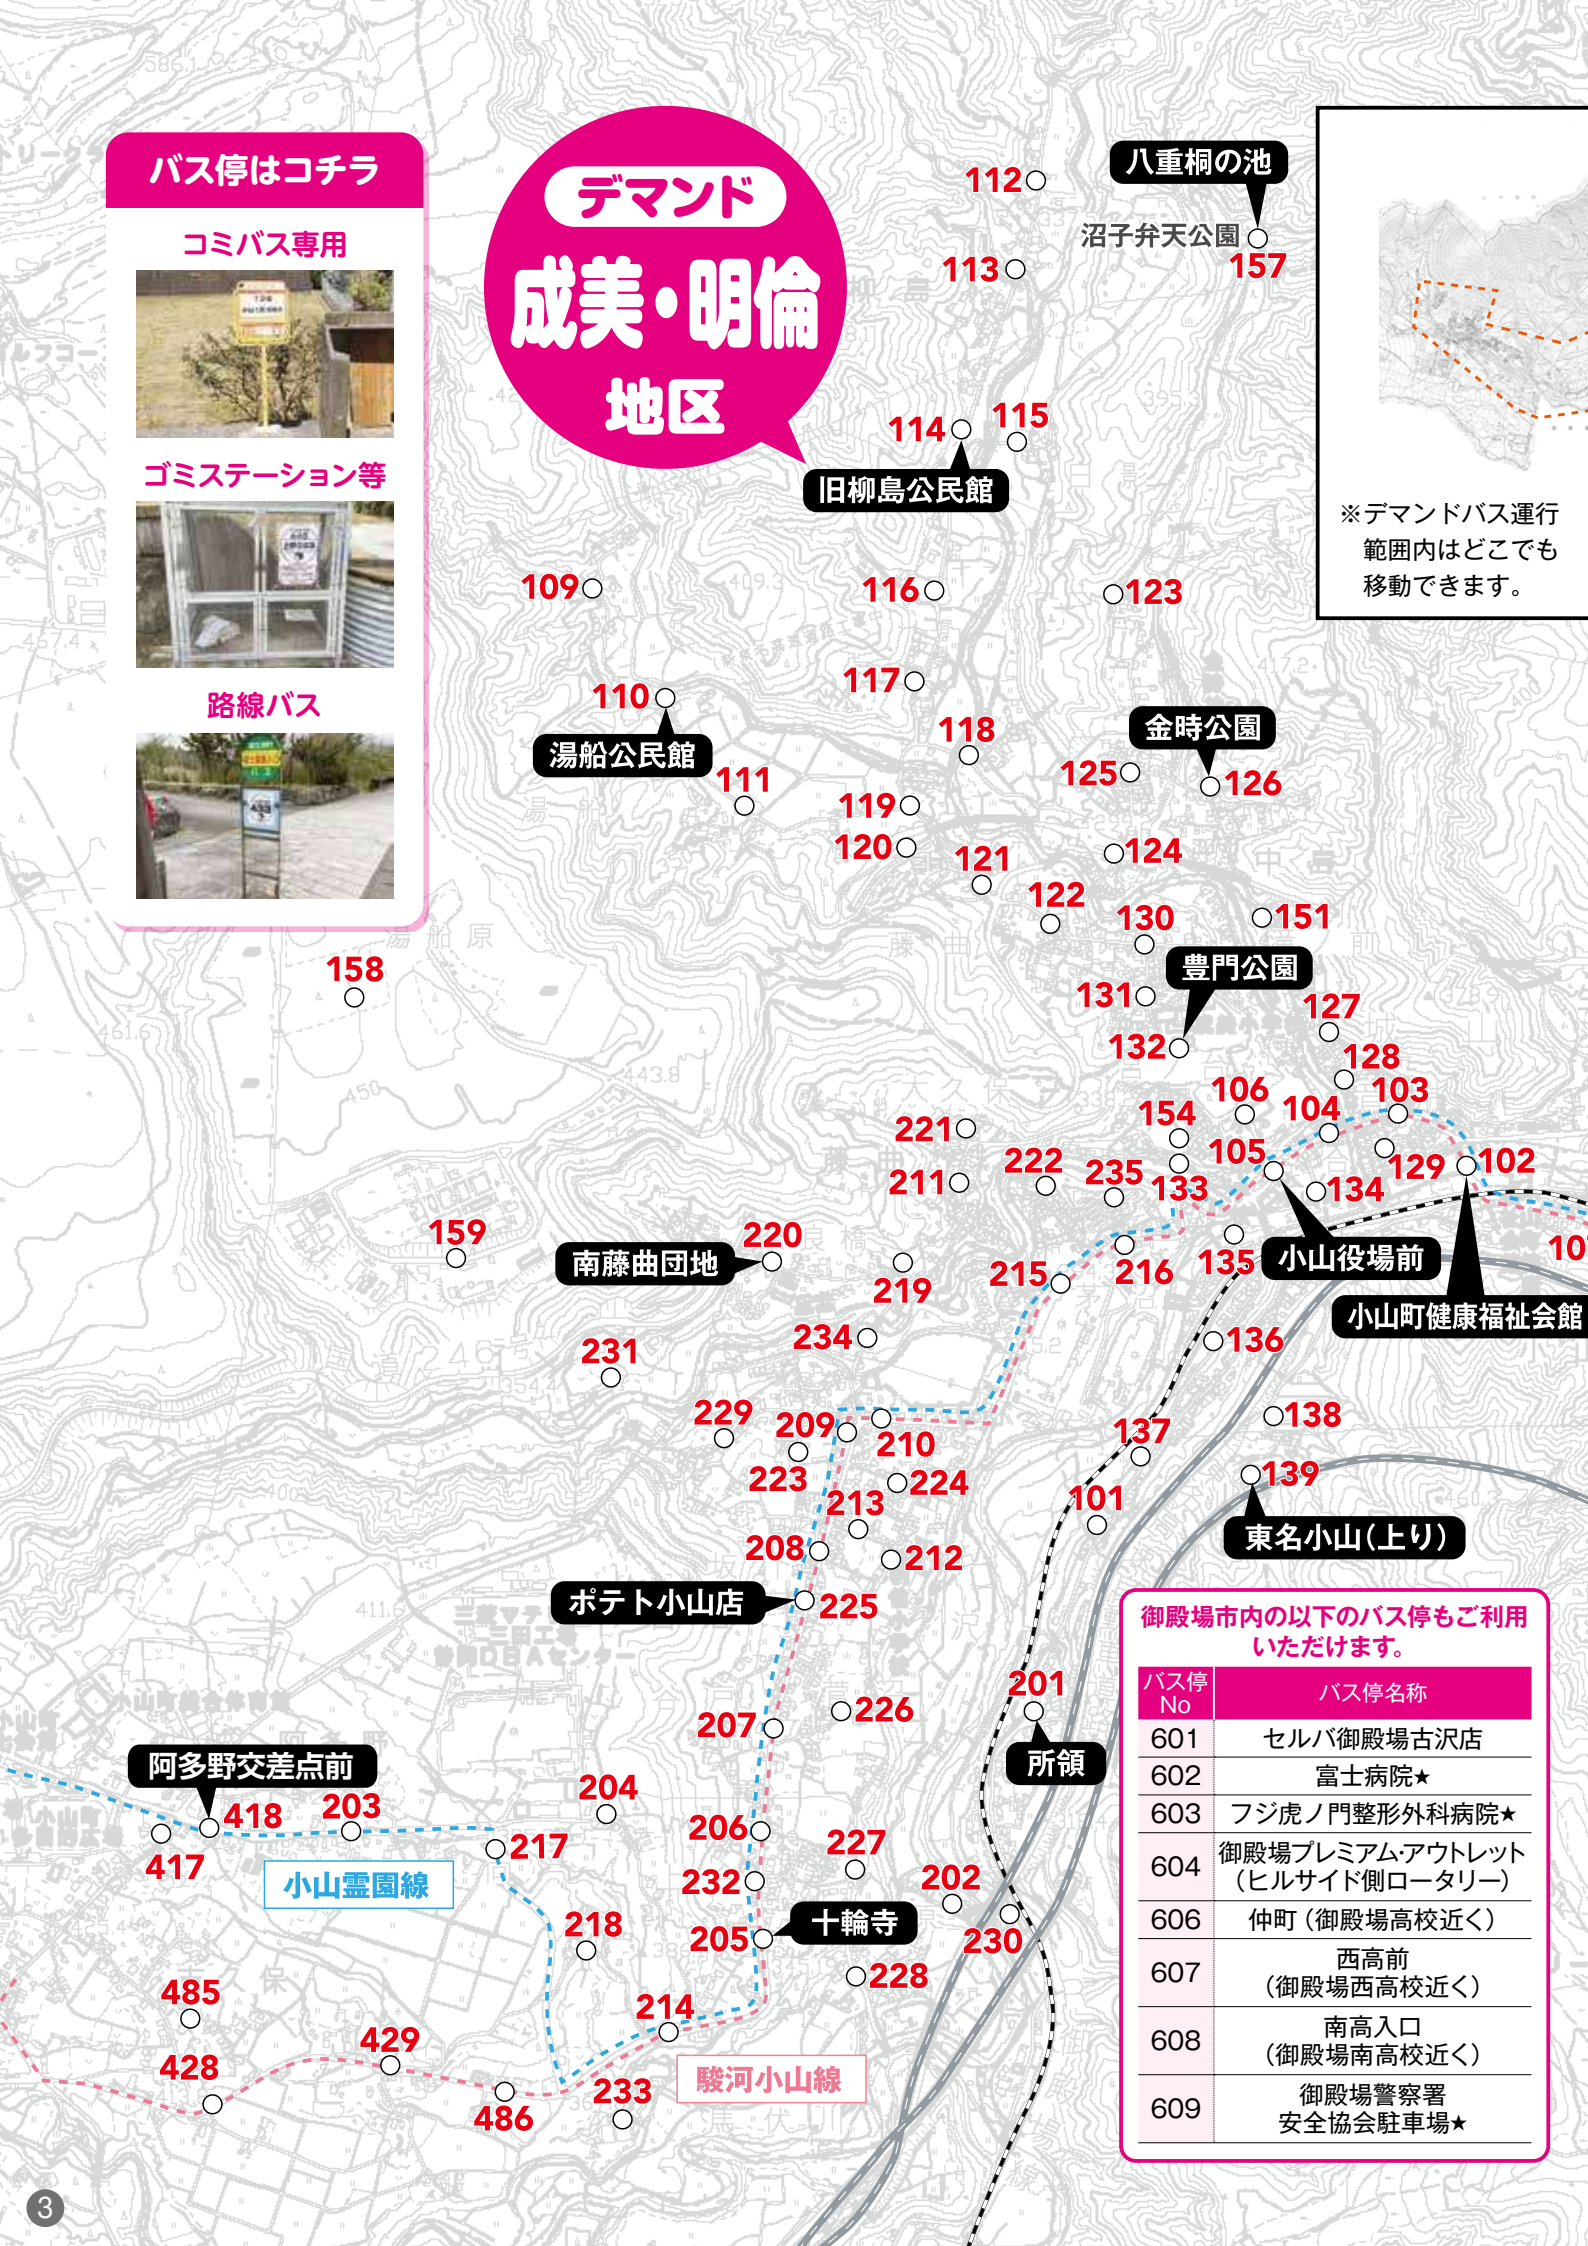 バス停はコチラ
コミバス専用
ゴミステーション等
路線バス
デマンド
成美・明倫
地区
112
八重桐の池
沼子弁天公園
157
113
114
115
旧柳島公民館
※デマンドバス運行
範囲内はどこでも
移動できます。
109
116
123
117
110
湯船公民館
118
金時公園
111
125
126
119
120
121
124
122
130
151
豊門公園
158
131
127
132
128
106
103
104
154
221
105
129
102
222
235
133
134
211
159
220
南藤曲団地
219
215
216
135
小山役場前
小山町健康福祉会館
234
136
231
229
209
210
138
137
223
224
139
213
101
東名小山(上り)
208
212
ポテト小山店
225
201
226
207
所領
阿多野交差点前
204
418
203
206
217
227
417
小山霊園線
232
202
218
205
十輪寺
230
228
485
214
429
428
駿河小山線
233
486
御殿場市内の以下のバス停もご利用
いただけます。
バス停
No
バス停名称
601 セルバ御殿場古沢店
602 富士病院★
603 フジ虎ノ門整形外科病院★
604 御殿場プレミアム・アウトレット
(ヒルサイド側ロータリー)
606 仲町(御殿場高校近く)
607 西高前
(御殿場西高校近く)
608 南高入口
(御殿場南高校近く)
609 御殿場警察署
安全協会駐車場★
3